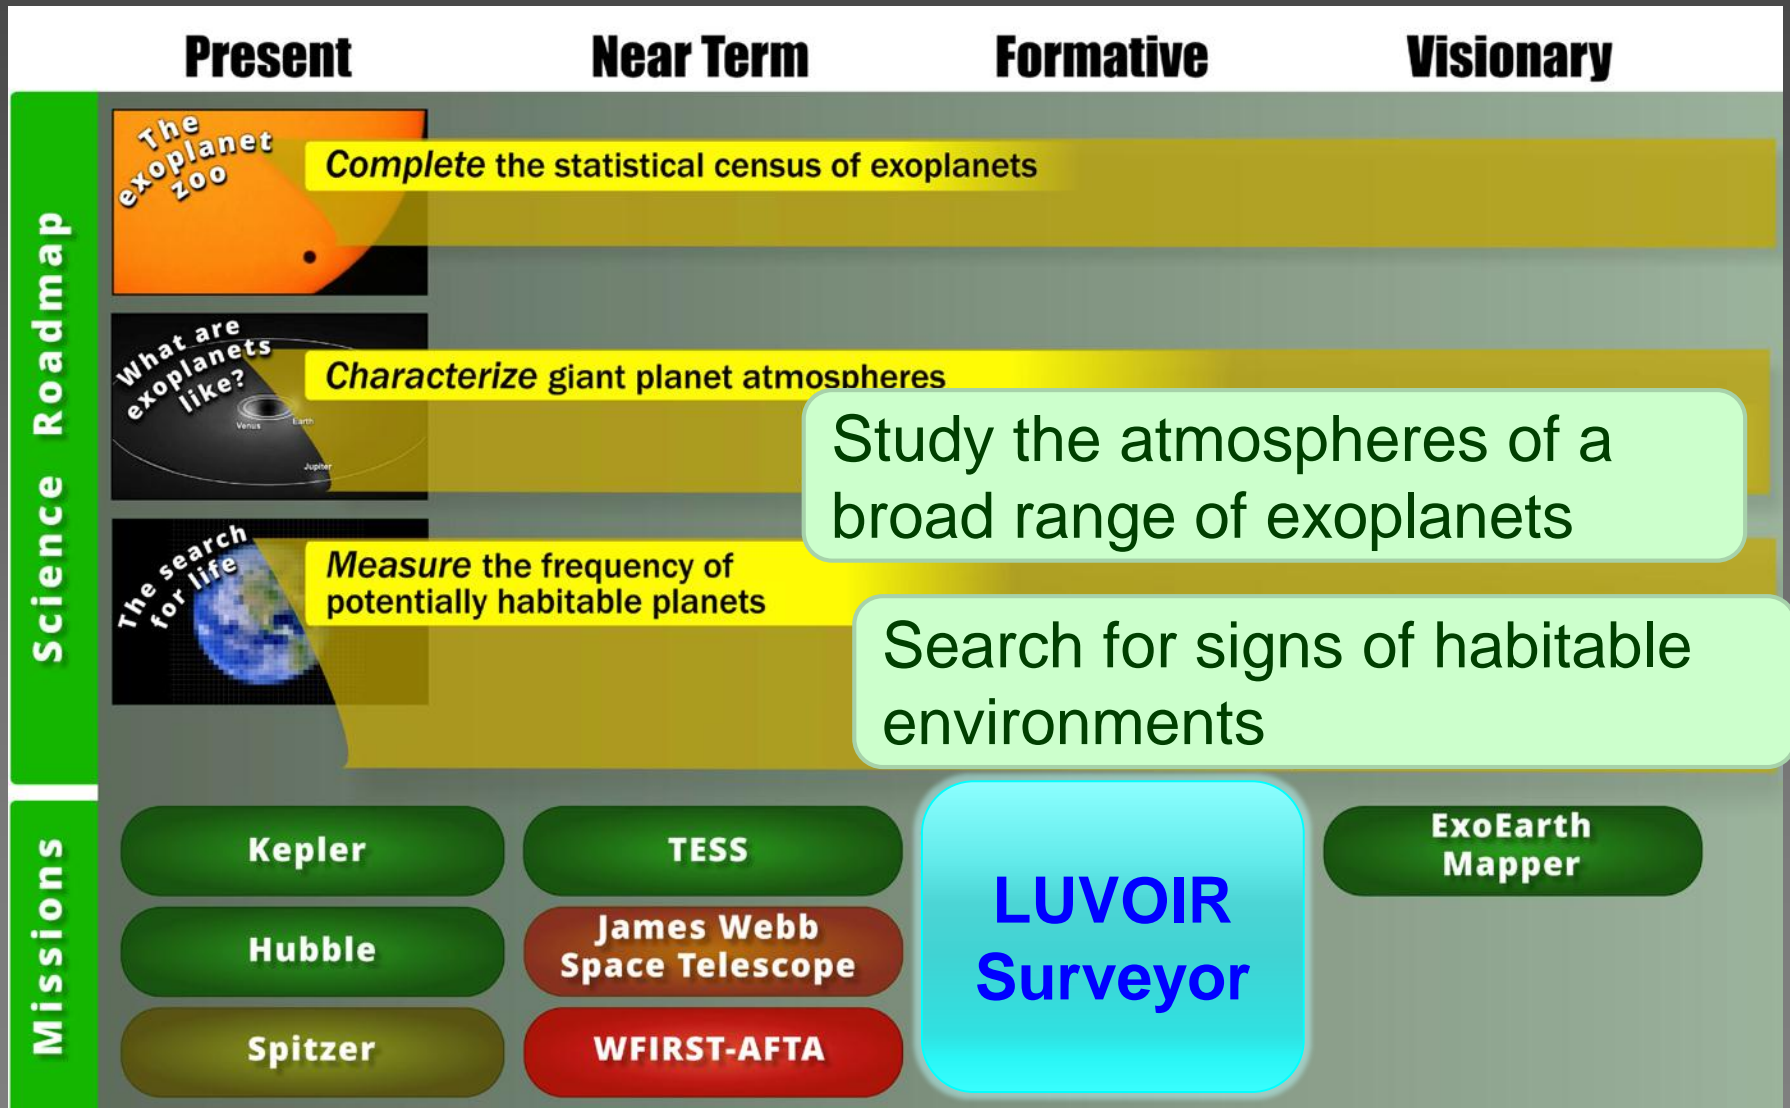 Present Near Term Formative Visionary
Science Roadmap
The
exoplanet
zoo
Complete the statistical census of exoplanets
What are
exoplanets
like?
Venus
Earth
Jupiter
Characterize giant planet atmospheres
Study the atmospheres of a
broad range of exoplanets
The search
for life
Measure the frequency of
potentially habitable planets
Search for signs of habitable
environments
Missions
Kepler
Hubble
Spitzer
TESS
James Webb
Space Telescope
WFIRST-AFTA
LUVOIR
Surveyor
ExoEarth
Mapper